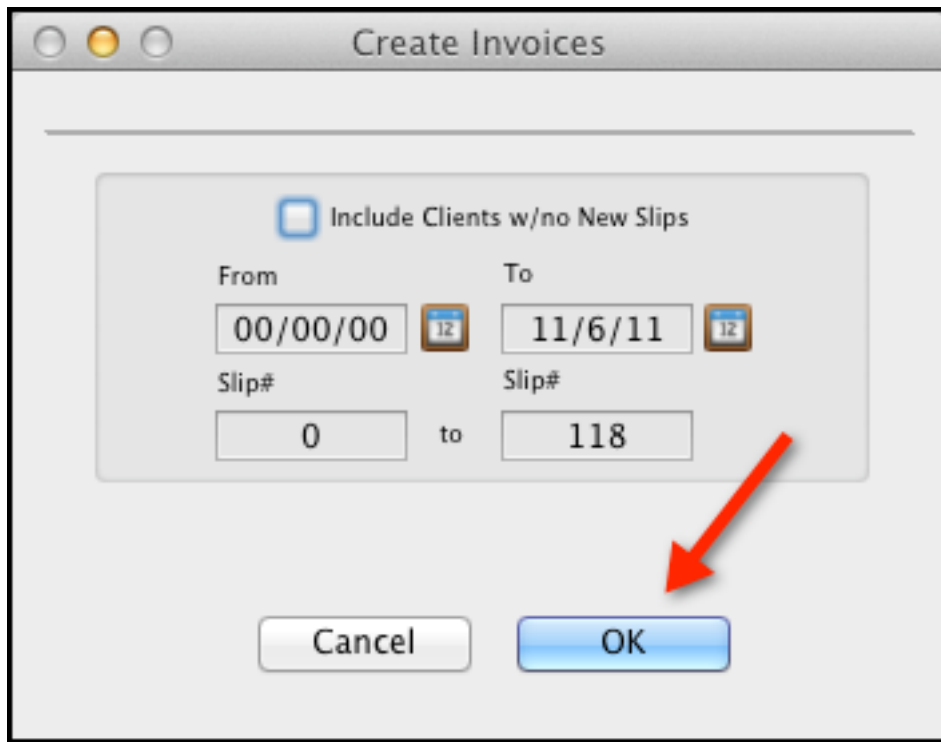 Create Invoices
Include Clients w/no New Slips
From To
00/00/00 12 11/6/11 12
Slip# Slip#
0 to 118
Cancel OK